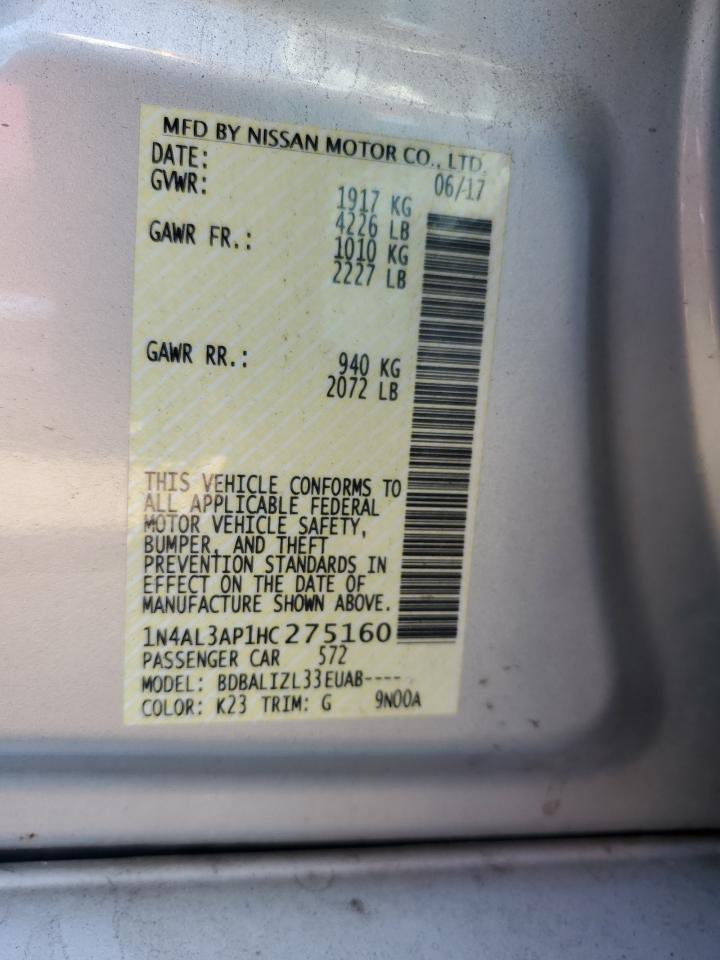 MFD BY NISSAN MOTOR CO., LTD.
DATE: 06/17
GVWR: 1917 KG
4226 LB
GAWR FR.: 1010 KG
2227 LB
GAWR RR.: 940 KG
2072 LB
THIS VEHICLE CONFORMS TO
ALL APPLICABLE FEDERAL
MOTOR VEHICLE SAFETY,
BUMPER, AND THEFT
PREVENTION STANDARDS IN
EFFECT ON THE DATE OF
MANUFACTURE SHOWN ABOVE.
1N4AL3AP1HC275160
PASSENGER CAR 572
MODEL: BDBALIZL33EUAB----
COLOR: K23 TRIM: G 9N00A